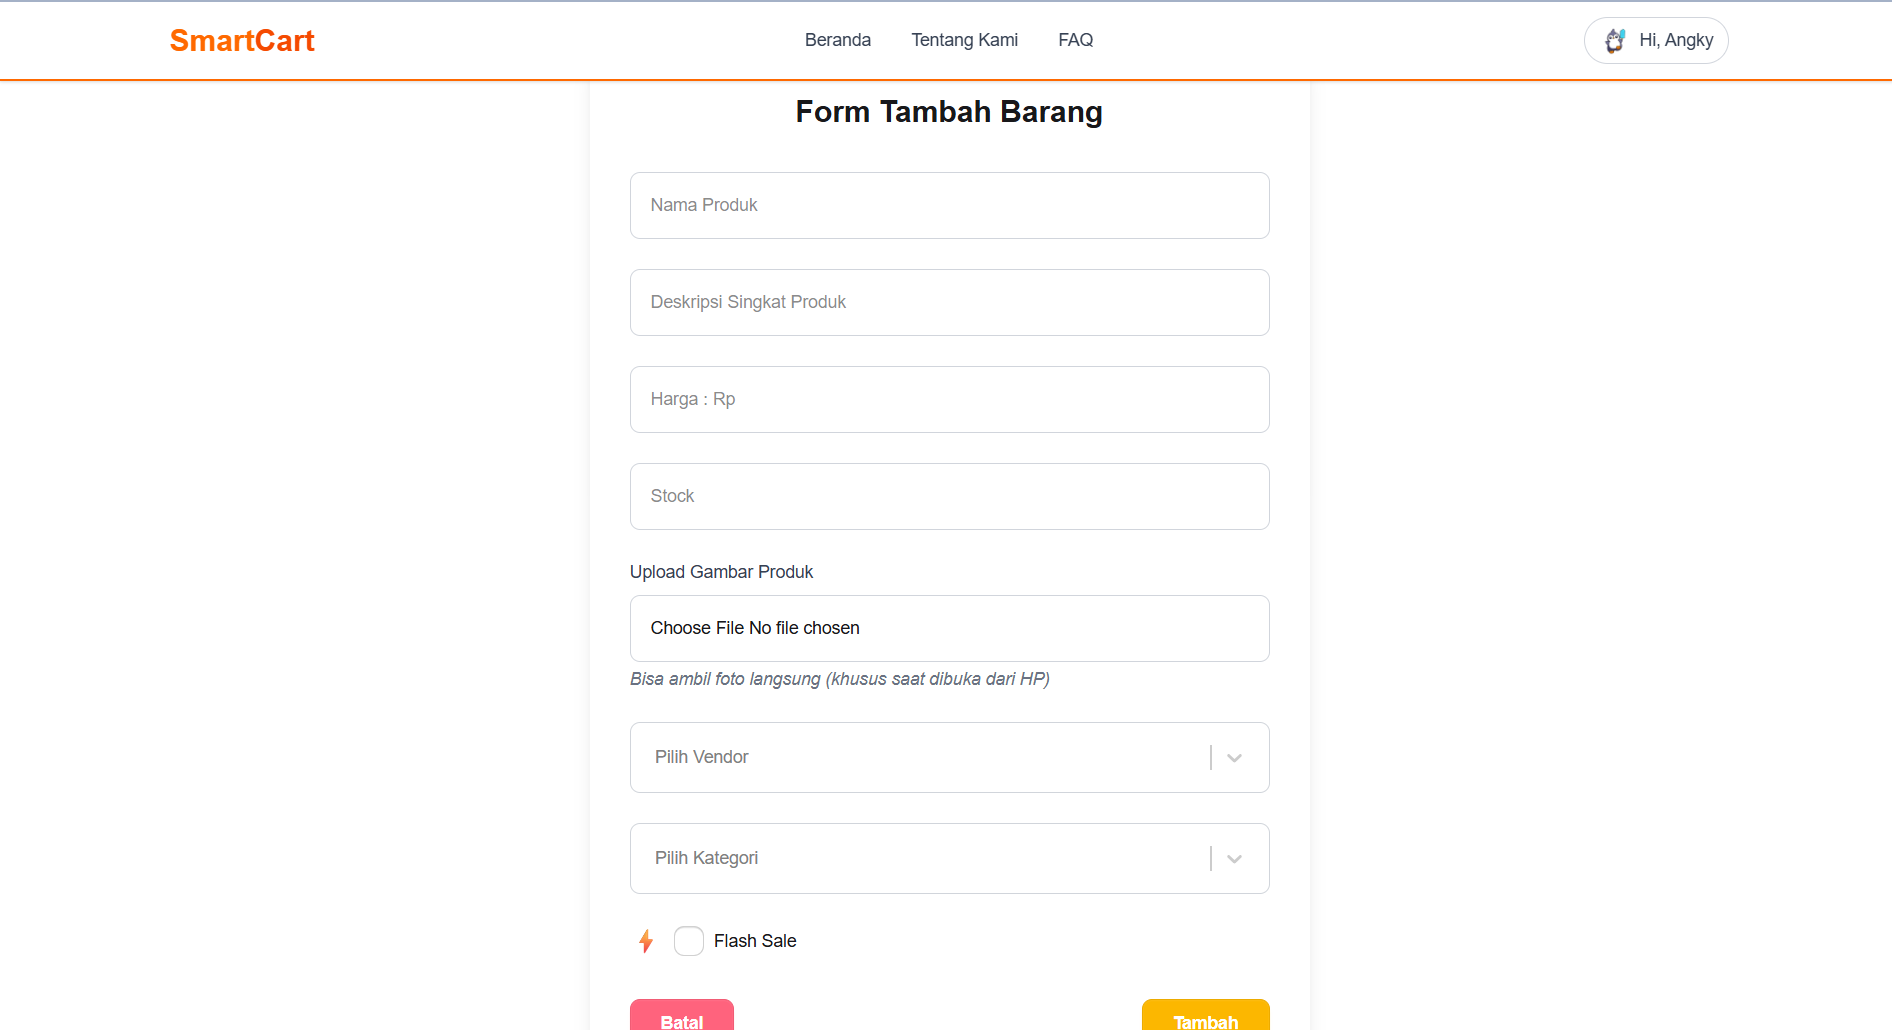 SmartCart
Beranda
Tentang Kami
FAQ
Hi, Angky
Form Tambah Barang
Nama Produk
Deskripsi Singkat Produk
Harga : Rp
Stock
Upload Gambar Produk
Choose File No file chosen
Bisa ambil foto langsung (khusus saat dibuka dari HP)
Pilih Vendor
Pilih Kategori
Flash Sale
Batal
Tambah